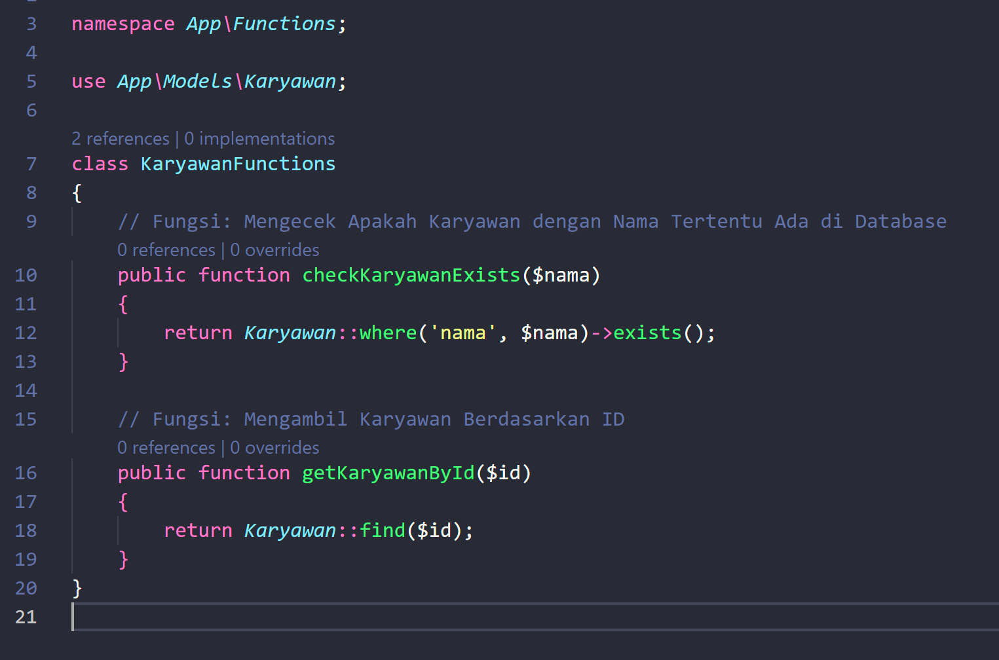 3 namespace App\Functions;
4
5 use App\Models\Karyawan;
6
2 references | 0 implementations
7 class KaryawanFunctions
8 {
9 // Fungsi: Mengecek Apakah Karyawan dengan Nama Tertentu Ada di Database
0 references | 0 overrides
10 public function checkKaryawanExists($nama)
11 {
12 return Karyawan::where('nama', $nama)->exists();
13 }
14
15 // Fungsi: Mengambil Karyawan Berdasarkan ID
0 references | 0 overrides
16 public function getKaryawanById($id)
17 {
18 return Karyawan::find($id);
19 }
20 }
21